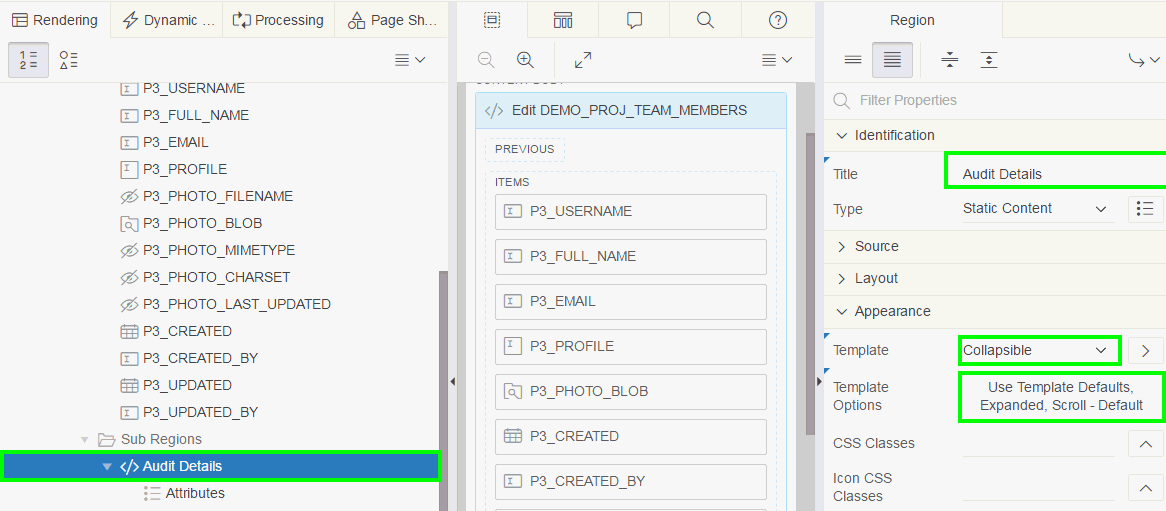 Rendering
Dynamic ...
Processing
Page Sh...
P3_USERNAME
P3_FULL_NAME
P3_EMAIL
P3_PROFILE
P3_PHOTO_FILENAME
P3_PHOTO_BLOB
P3_PHOTO_MIMETYPE
P3_PHOTO_CHARSET
P3_PHOTO_LAST_UPDATED
P3_CREATED
P3_CREATED_BY
P3_UPDATED
P3_UPDATED_BY
Sub Regions
Audit Details
Attributes
Edit DEMO_PROJ_TEAM_MEMBERS
PREVIOUS
ITEMS
P3_USERNAME
P3_FULL_NAME
P3_EMAIL
P3_PROFILE
P3_PHOTO_BLOB
P3_CREATED
P3_CREATED_BY
Region
Filter Properties
Identification
Title Audit Details
Type Static Content
Source
Layout
Appearance
Template Collapsible
Template Options Use Template Defaults,
Expanded, Scroll - Default
CSS Classes
Icon CSS
Classes